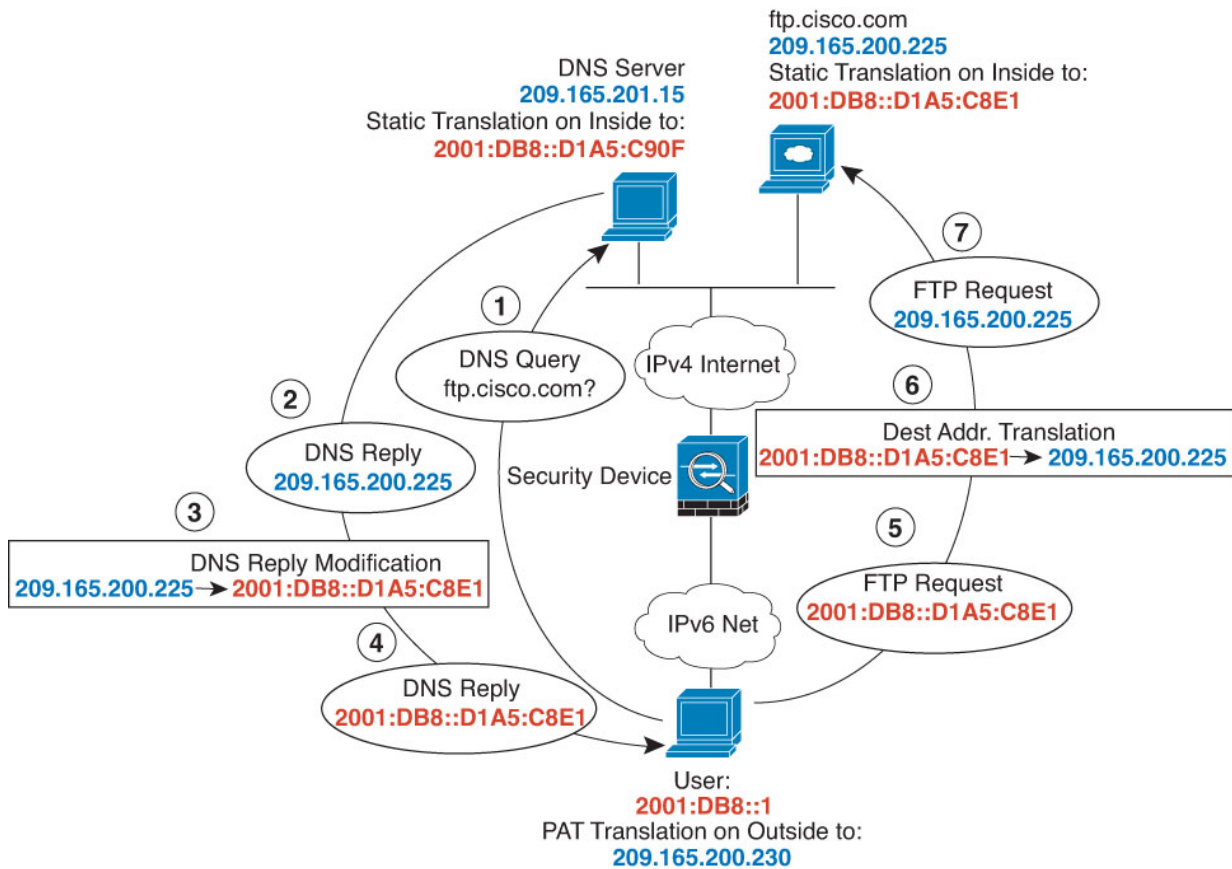 ftp.cisco.com
209.165.200.225
Static Translation on Inside to:
2001:DB8::D1A5:C8E1
DNS Server
209.165.201.15
Static Translation on Inside to:
2001:DB8::D1A5:C90F
7
FTP Request
209.165.200.225
1
DNS Query
ftp.cisco.com?
IPv4 Internet
2
DNS Reply
209.165.200.225
6
Dest Addr. Translation
2001:DB8::D1A5:C8E1 → 209.165.200.225
Security Device
3
DNS Reply Modification
209.165.200.225 → 2001:DB8::D1A5:C8E1
5
FTP Request
2001:DB8::D1A5:C8E1
IPv6 Net
4
DNS Reply
2001:DB8::D1A5:C8E1
User:
2001:DB8::1
PAT Translation on Outside to:
209.165.200.230